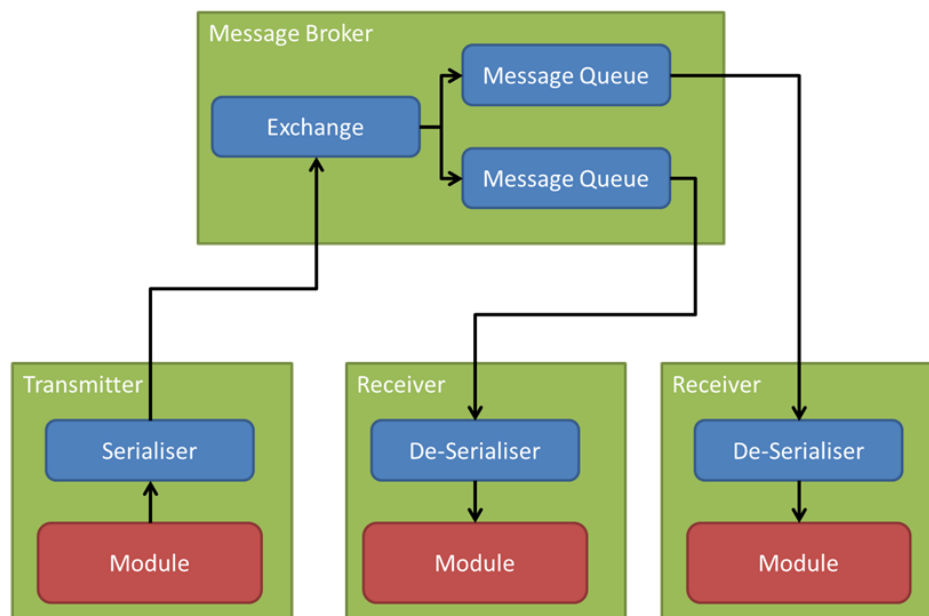 Message Broker
Message Queue
Exchange
Message Queue
Transmitter
Receiver
Receiver
Serialiser
De-Serialiser
De-Serialiser
Module
Module
Module